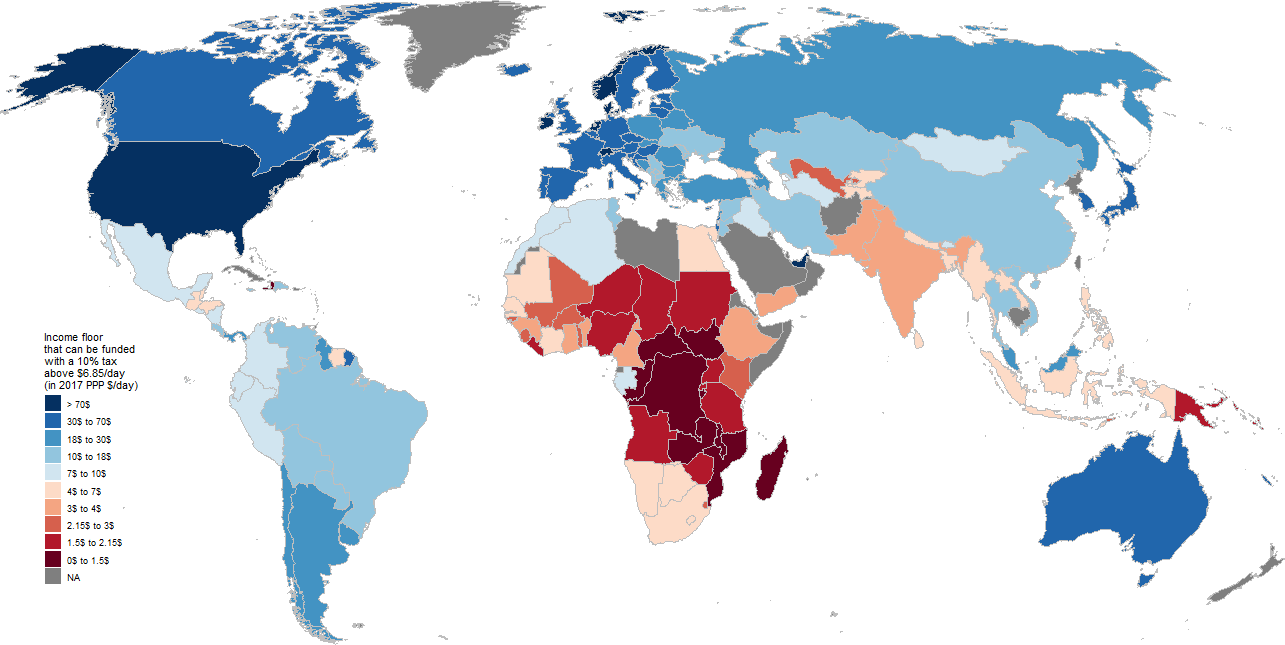 Income floor
that can be funded
with a 10% tax
above $6.85/day
(in 2017 PPP $/day)
> 70$
30$ to 70$
18$ to 30$
10$ to 18$
7$ to 10$
4$ to 7$
3$ to 4$
2.15$ to 3$
1.5$ to 2.15$
0$ to 1.5$
NA